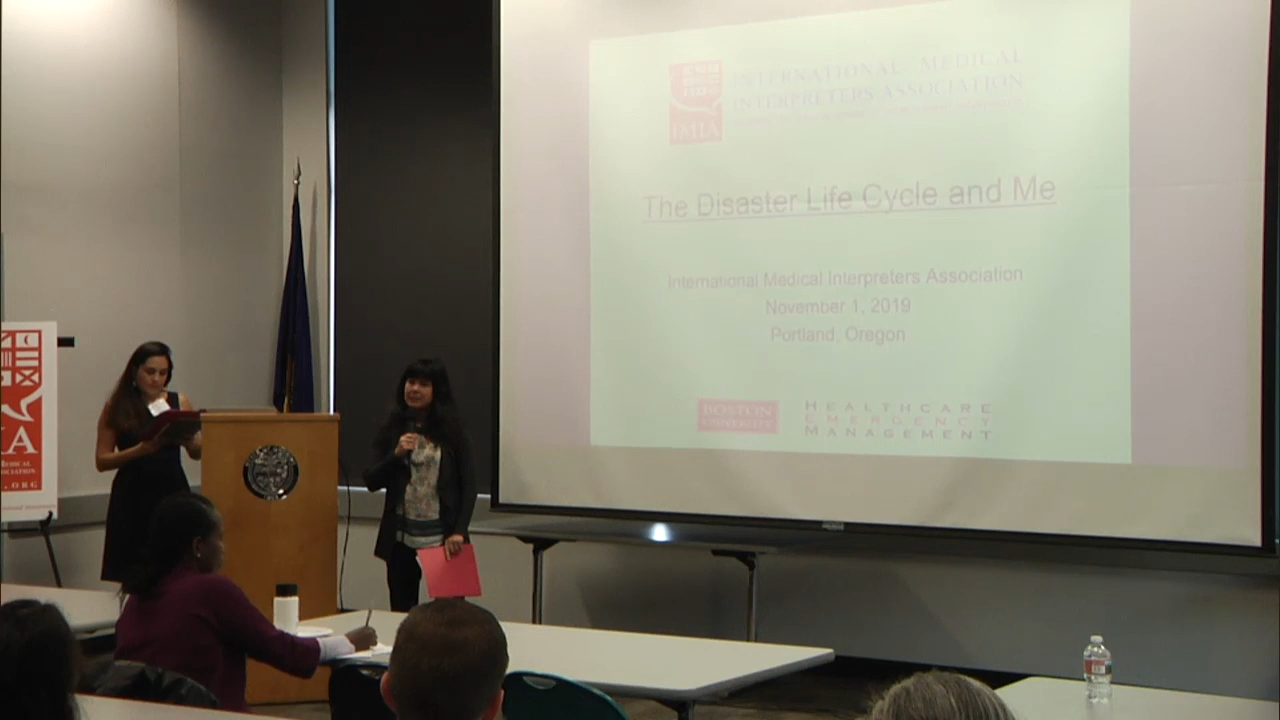 INTERNATIONAL MEDICAL
INTERPRETERS ASSOCIATION
IMIA
The Disaster Life Cycle and Me
International Medical Interpreters Association
November 1, 2019
Portland, Oregon
BOSTON
UNIVERSITY
HEALTHCARE
EMERGENCY
MANAGEMENT